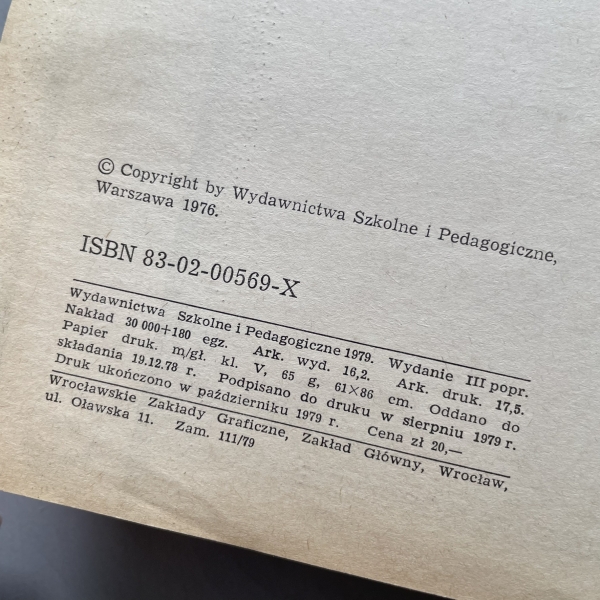 © Copyright by Wydawnictwa Szkolne i Pedagogiczne,
Warszawa 1976.
ISBN 83-02-00569-X
Wydawnictwa Szkolne i Pedagogiczne 1979. Wydanie III popr.
Nakład 30 000+180 egz. Ark. wyd. 16,2. Ark. druk. 17,5.
Papier druk. m/gł. kl. V, 65 g, 61×86 cm. Oddano do
składania 19.12.78 r. Podpisano do druku w sierpniu 1979 r.
Druk ukończono w październiku 1979 r. Cena zł 20,—
Wrocławskie Zakłady Graficzne, Zakład Główny, Wrocław,
ul. Oławska 11. Zam. 111/79